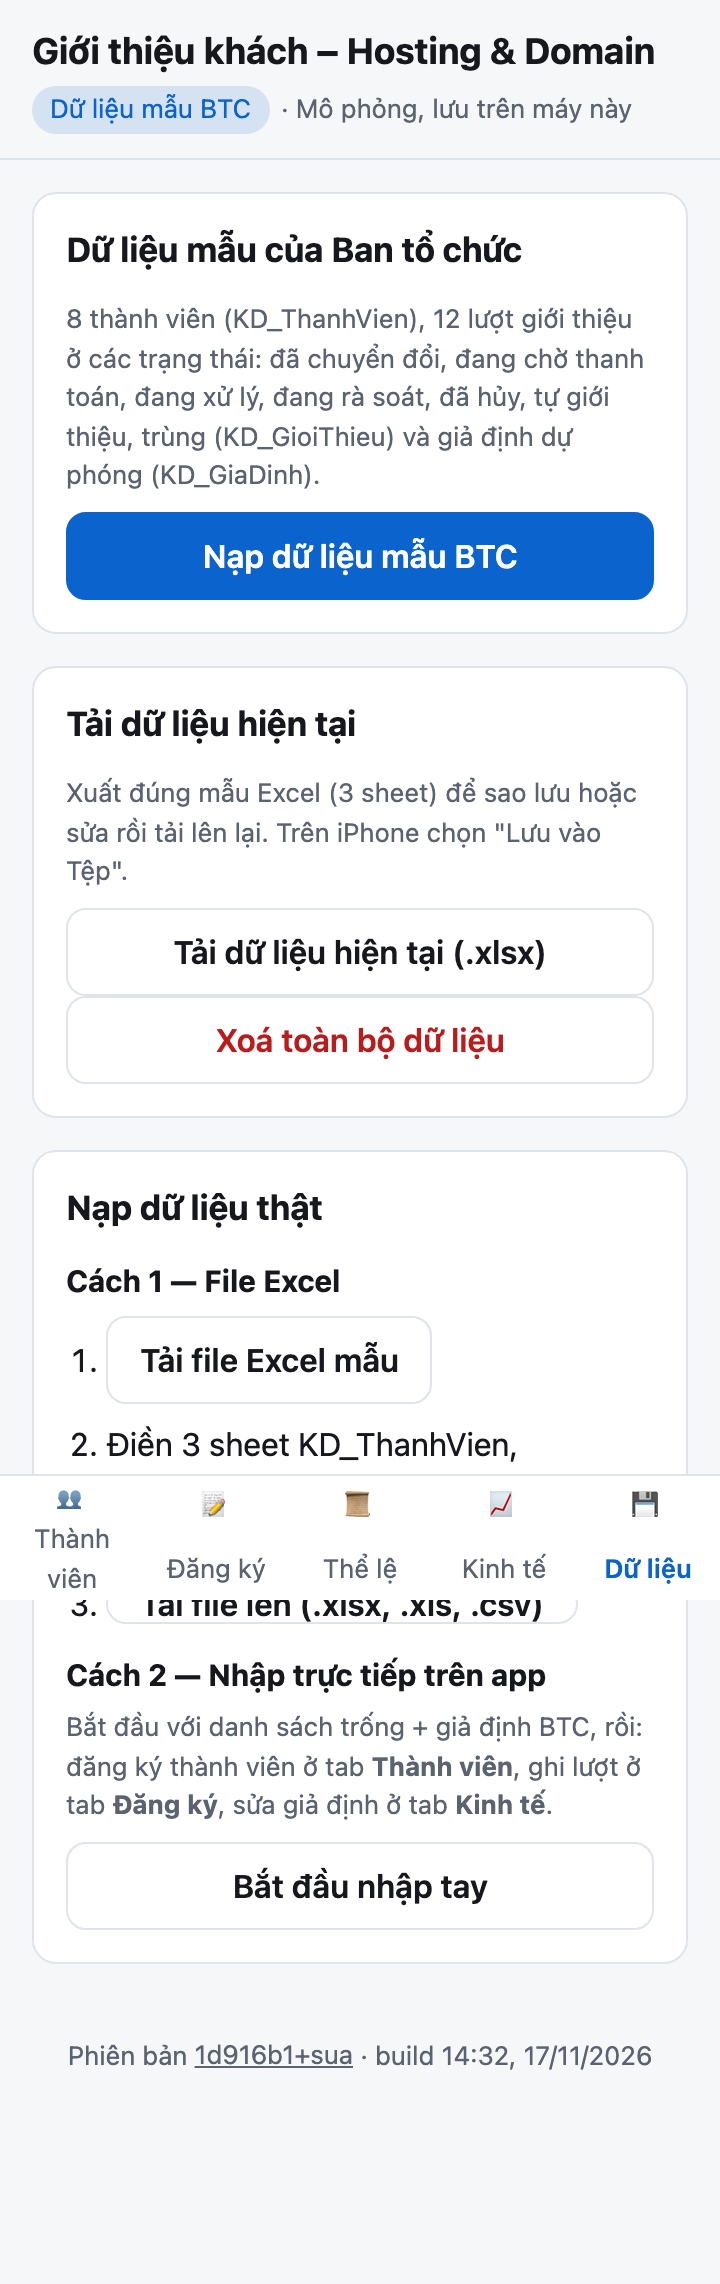 Giới thiệu khách – Hosting & Domain
Dữ liệu mẫu BTC · Mô phỏng, lưu trên máy này
Dữ liệu mẫu của Ban tổ chức
8 thành viên (KD_ThanhVien), 12 lượt giới thiệu
ở các trạng thái: đã chuyển đổi, đang chờ thanh
toán, đang xử lý, đang rà soát, đã hủy, tự giới
thiệu, trùng (KD_GioiThieu) và giả định dự
phóng (KD_GiaDinh).
Nạp dữ liệu mẫu BTC
Tải dữ liệu hiện tại
Xuất đúng mẫu Excel (3 sheet) để sao lưu hoặc
sửa rồi tải lên lại. Trên iPhone chọn "Lưu vào
Tệp".
Tải dữ liệu hiện tại (.xlsx)
Xoá toàn bộ dữ liệu
Nạp dữ liệu thật
Cách 1 — File Excel
1. Tải file Excel mẫu
2. Điền 3 sheet KD_ThanhVien,
Thành viên
Đăng ký
Thể lệ
Kinh tế
Dữ liệu
3. Tải file lên (.xlsx, .xls, .csv)
Cách 2 — Nhập trực tiếp trên app
Bắt đầu với danh sách trống + giả định BTC, rồi:
đăng ký thành viên ở tab Thành viên, ghi lượt ở
tab Đăng ký, sửa giả định ở tab Kinh tế.
Bắt đầu nhập tay
Phiên bản 1d916b1+sua · build 14:32, 17/11/2026